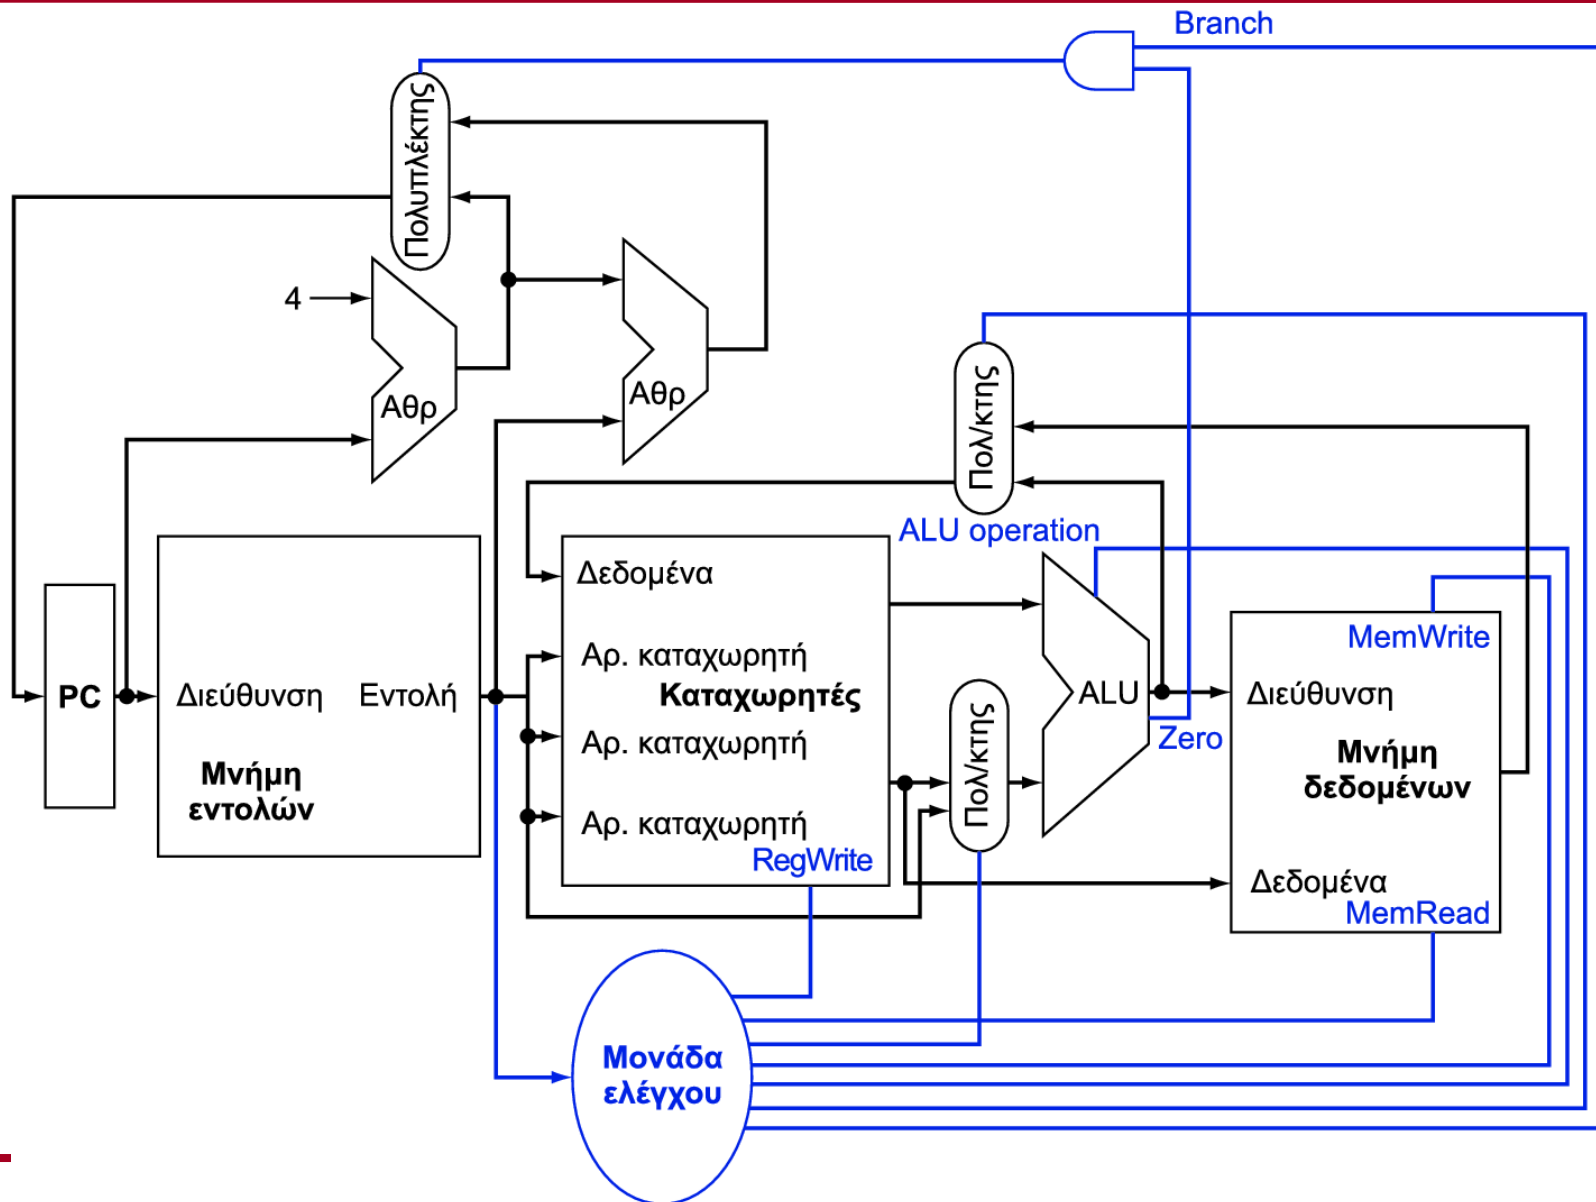 Branch
Πολυπλέκτης
4
Αθρ
Αθρ
Πολ/κτης
ALU operation
Δεδομένα
Αρ. καταχωρητή
Καταχωρητές
Αρ. καταχωρητή
Αρ. καταχωρητή
RegWrite
PC
Διεύθυνση Εντολή
Μνήμη
εντολών
Πολ/κτης
ALU
Zero
MemWrite
Διεύθυνση
Μνήμη
δεδομένων
Δεδομένα
MemRead
Μονάδα
ελέγχου